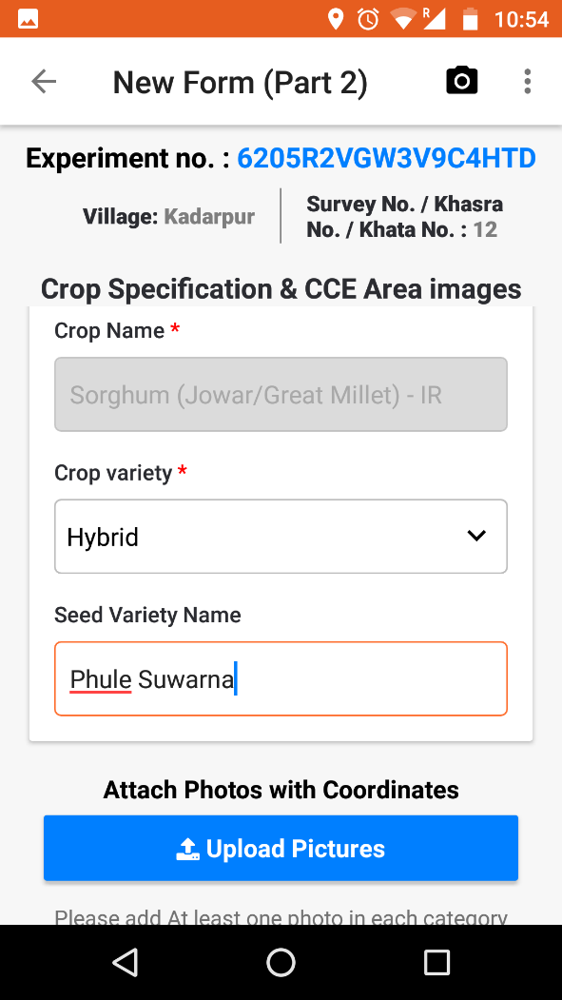 R
10:54
New Form (Part 2)
Experiment no. : 6205R2VGW3V9C4HTD
Village: Kadarpur
Survey No. / Khasra
No. / Khata No. : 12
Crop Specification & CCE Area images
Crop Name *
Sorghum (Jowar/Great Millet) - IR
Crop variety *
Hybrid
Seed Variety Name
Phule Suwarna
Attach Photos with Coordinates
Upload Pictures
Please add At least one photo in each category